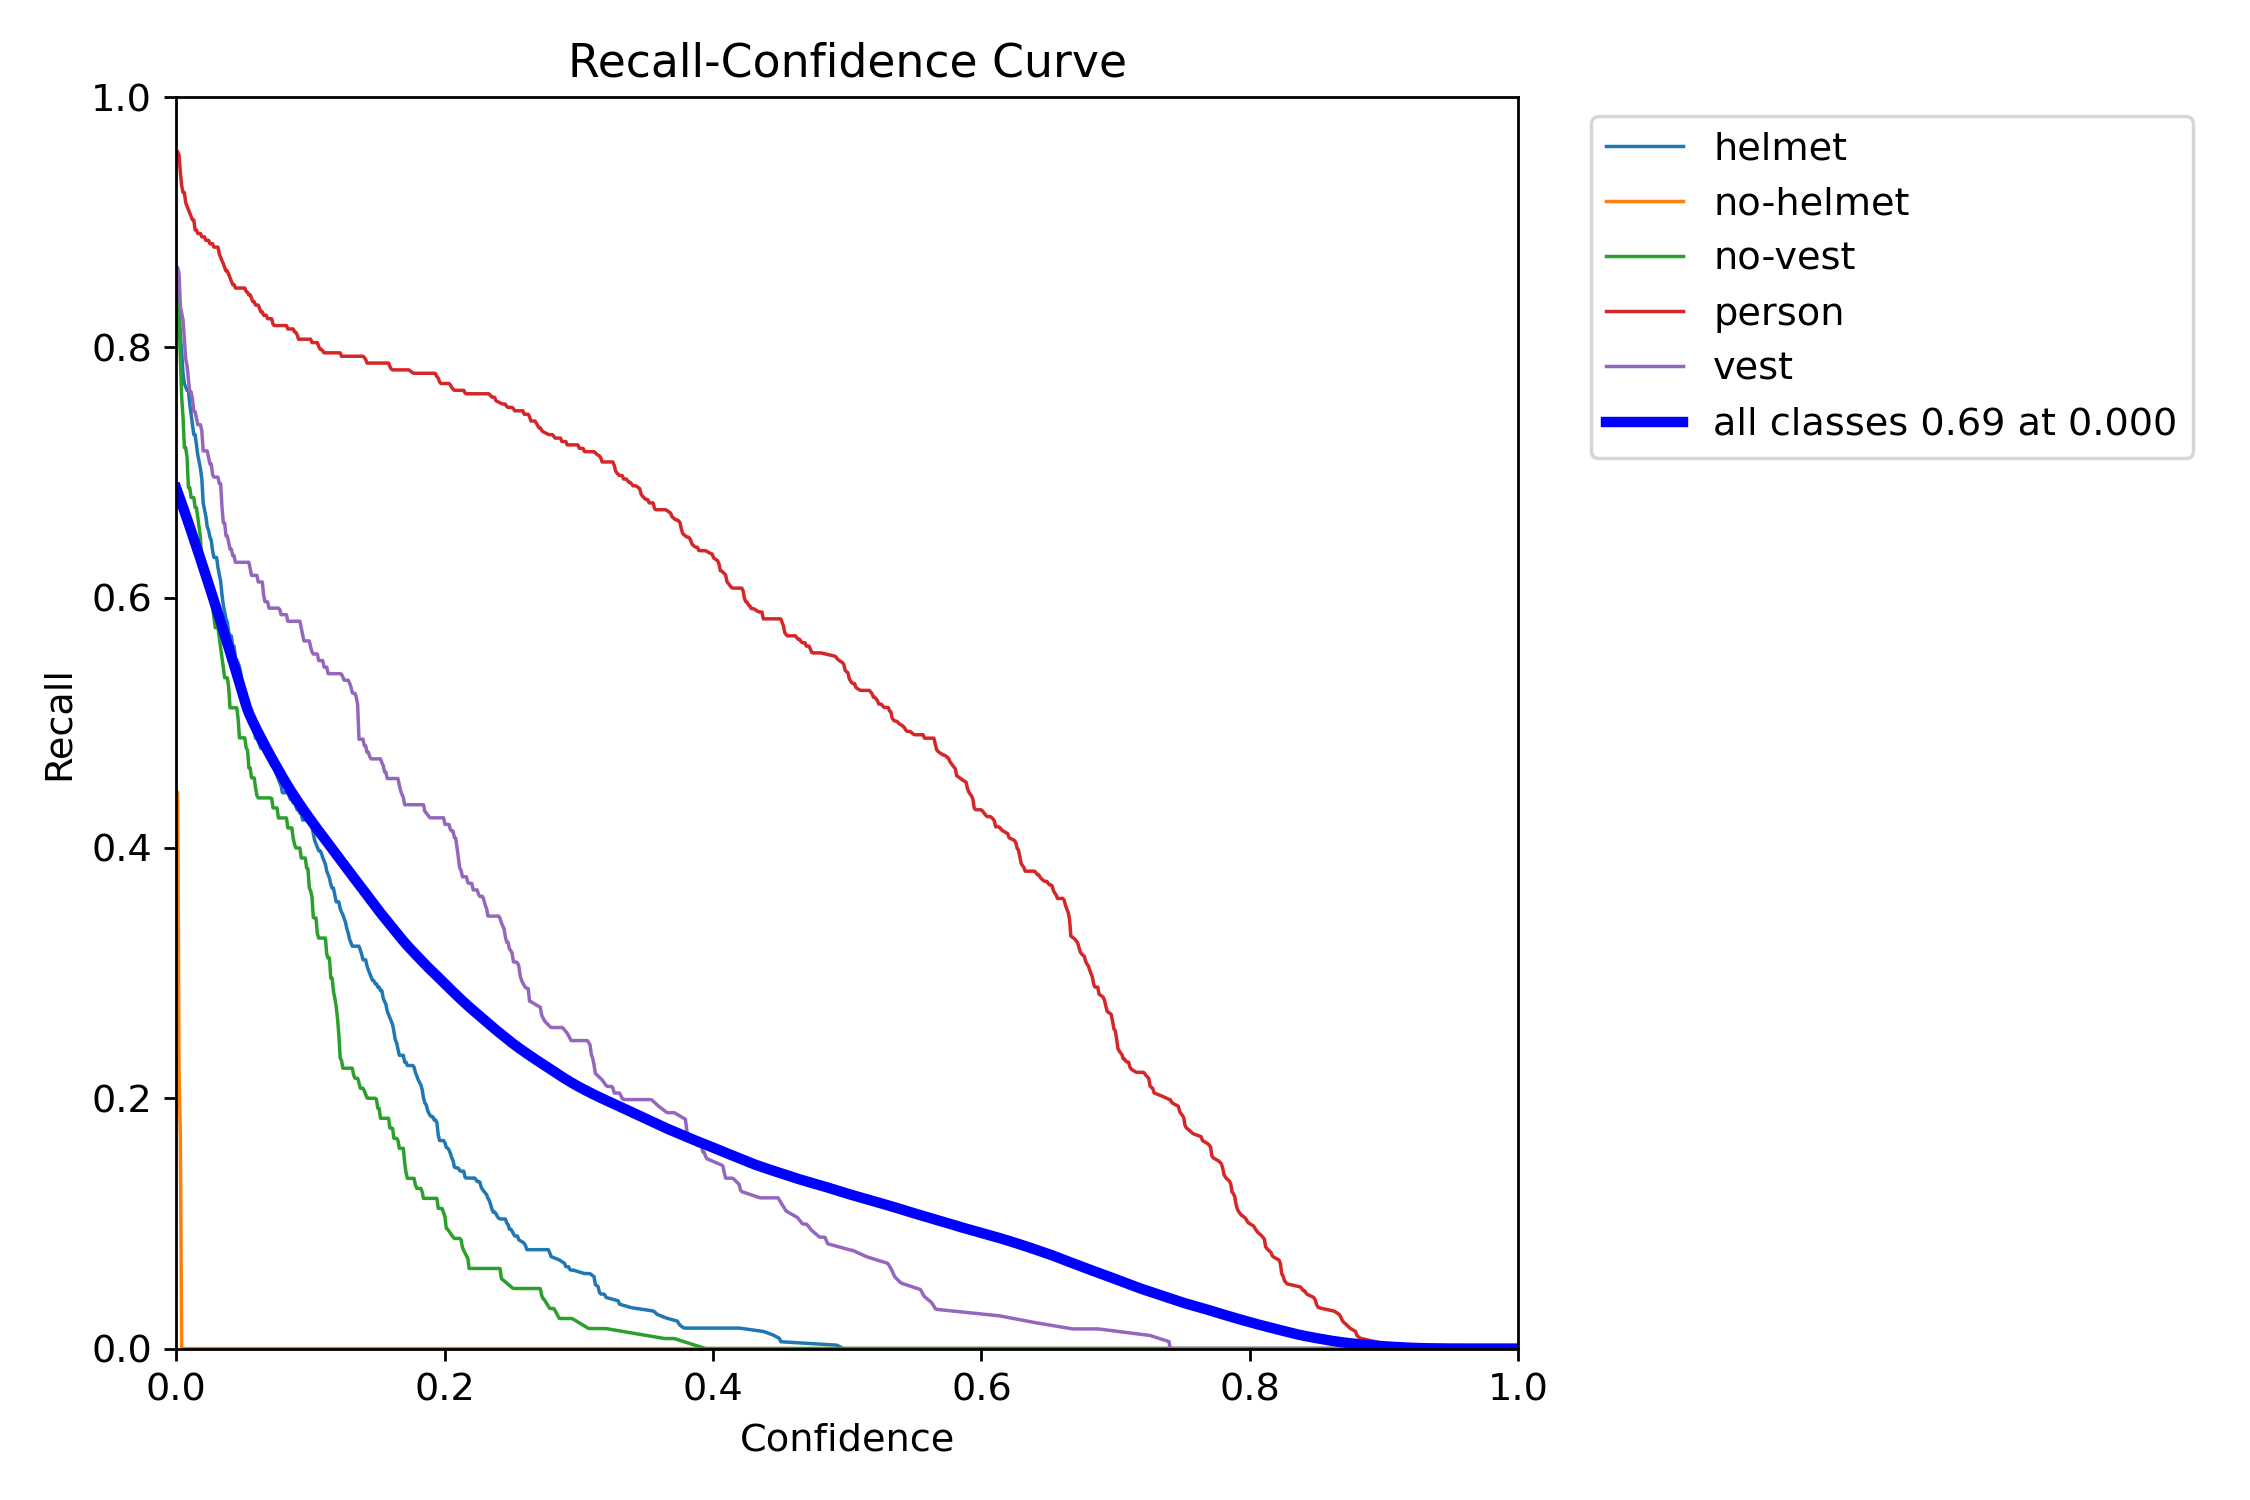 Recall-Confidence Curve
1.0
0.8
0.6
0.4
0.2
0.0
Recall
0.0 0.2 0.4 0.6 0.8 1.0
Confidence
helmet
no-helmet
no-vest
person
vest
all classes 0.69 at 0.000